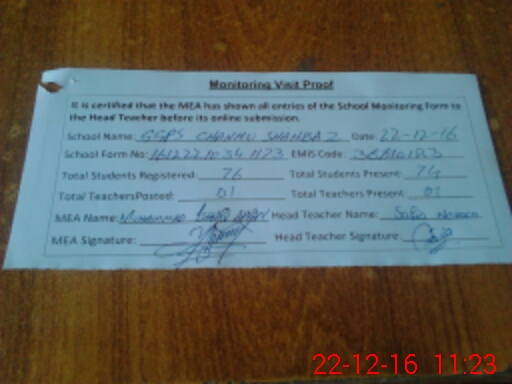 Monitoring Visit Proof
It is certified that the MEA has shown all entries of the School Monitoring Form to
the Head Teacher before its online submission.
School Name: GGPS CHANNU SHAHBAZ Date: 22-12-16
School Form No: EMIS Code:
Total Students Registered: 76 Total Students Present: 74
Total Teachers Posted: 01 Total Teachers Present: 01
MEA Name: Muhammad Head Teacher Name:
MEA Signature: Head Teacher Signature:
22-12-16 11:23